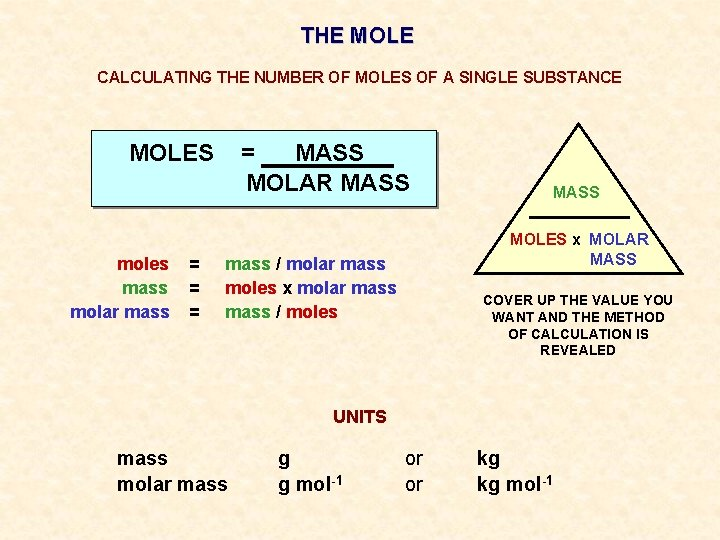 THE MOLE
CALCULATING THE NUMBER OF MOLES OF A SINGLE SUBSTANCE
MOLES = MASS
MOLAR MASS
MASS
MOLES x MOLAR
MASS
COVER UP THE VALUE YOU
WANT AND THE METHOD
OF CALCULATION IS
REVEALED
moles = mass / molar mass
mass = moles x molar mass
molar mass = mass / moles
UNITS
mass g or kg
molar mass g mol-1 or kg mol-1